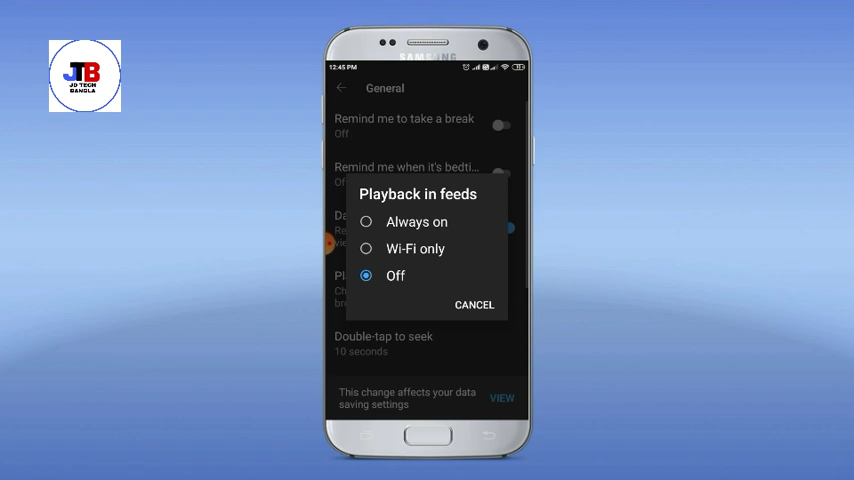 JTB
JD TECH
BANGLA
SAMSUNG
12:45 PM
General
Remind me to take a break
Off
Remind me when it's bedti...
Playback in feeds
Always on
Wi-Fi only
Off
CANCEL
Double-tap to seek
10 seconds
This change affects your data
saving settings
VIEW